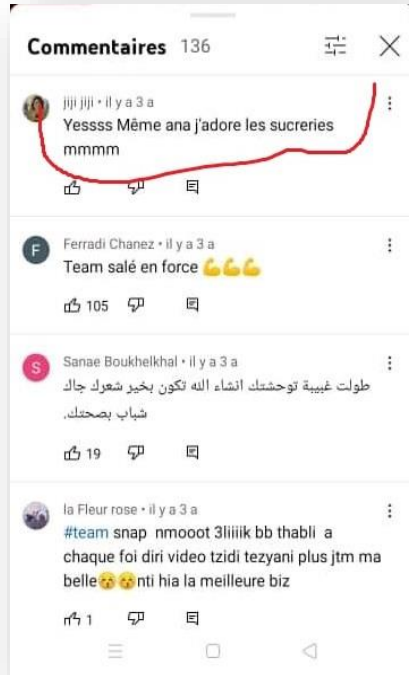 Commentaires 136
jiji jiji • il y a 3 a
Yessss Même ana j'adore les sucreries
mmmm
F
Ferradi Chanez • il y a 3 a
Team salé en force 💪💪💪
105
S
Sanae Boukhelkhal • il y a 3 a
طولت غيبية توحشتك انشاء الله تكون بخير شعرك جاك
شباب بصحتك.
19
la Fleur rose • il y a 3 a
#team snap nmooot 3liiiik bb thabli a
chaque foi diri video tzidi tezyani plus jtm ma
belle😚😚nti hia la meilleure biz
1